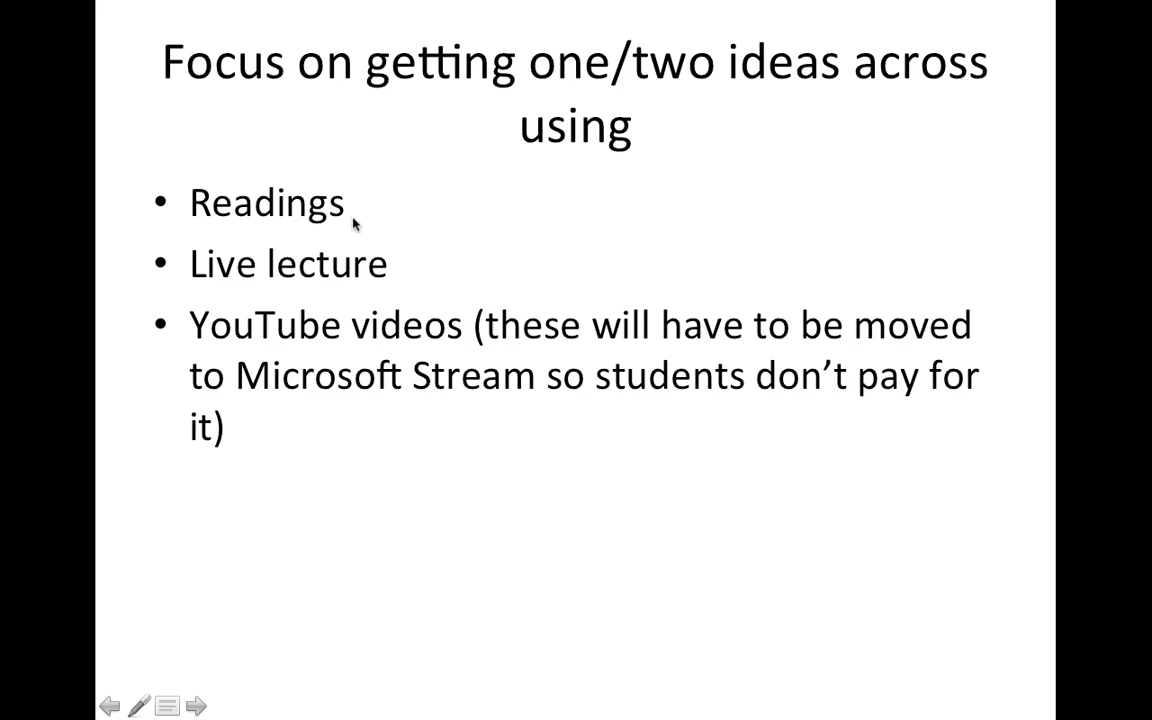 Focus on getting one/two ideas across
using
• Readings
• Live lecture
• YouTube videos (these will have to be moved
to Microsoft Stream so students don’t pay for
it)